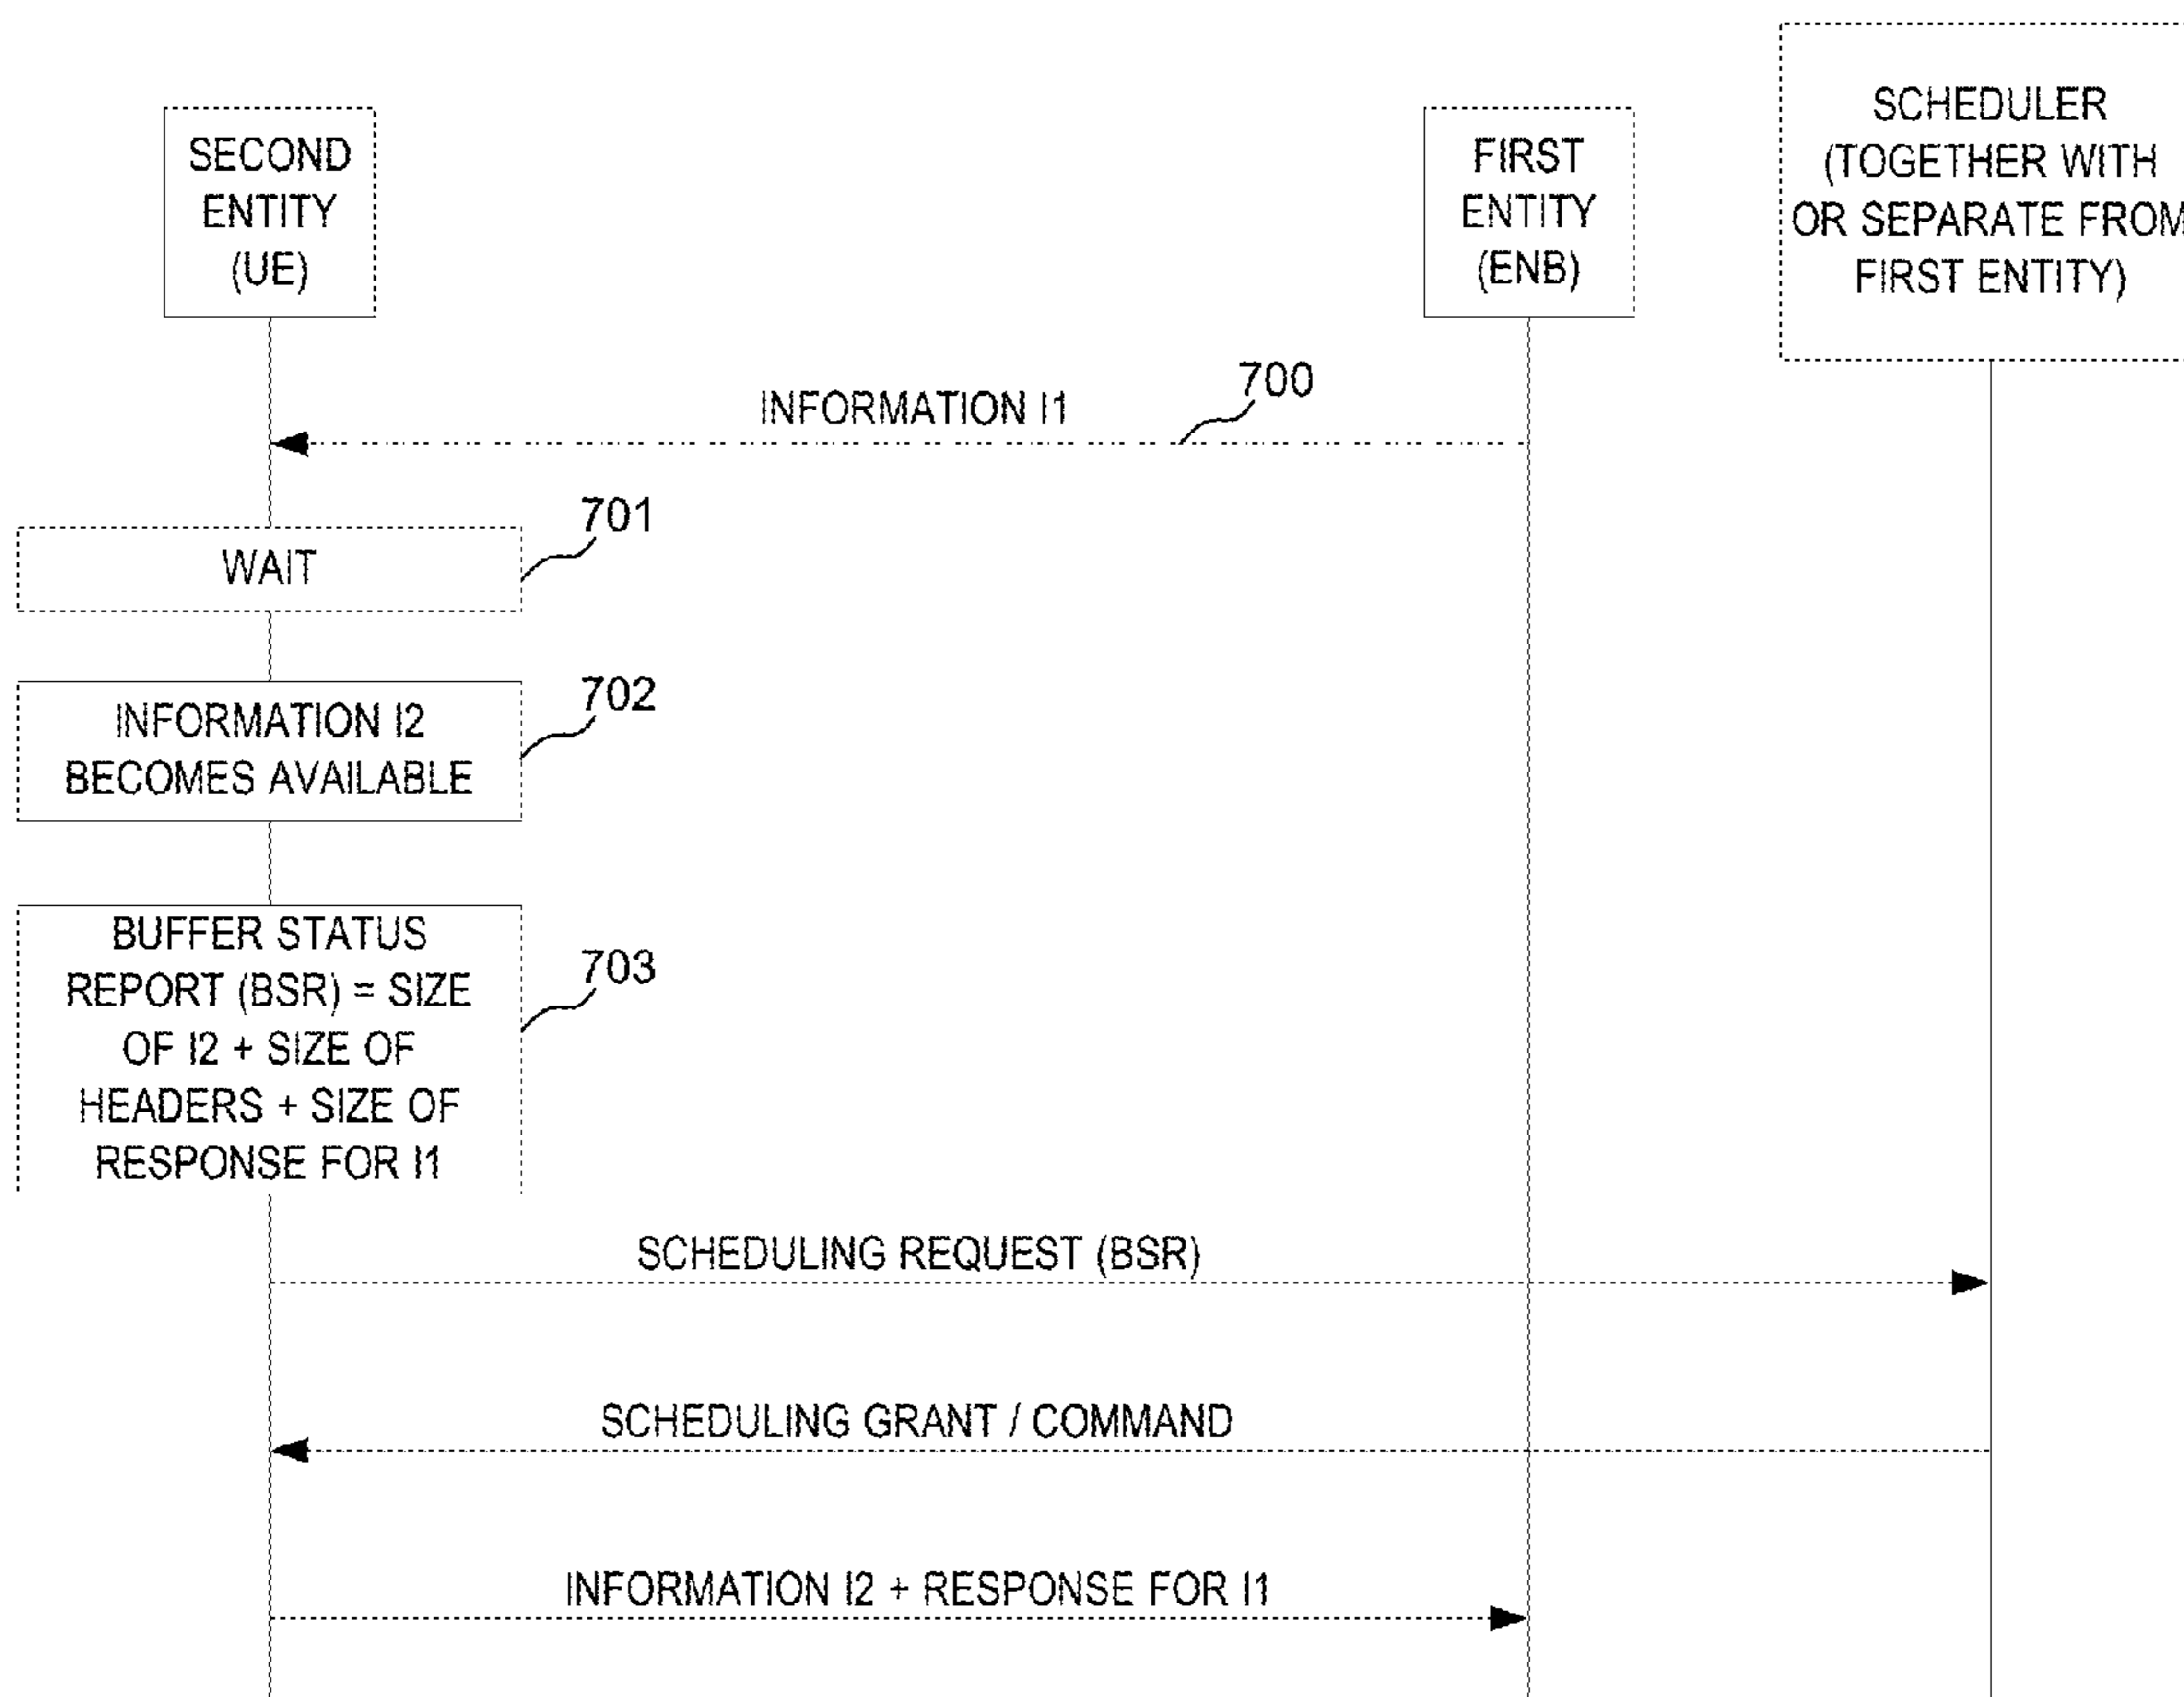 SECOND
ENTITY
(UE)
FIRST
ENTITY
(ENB)
SCHEDULER
(TOGETHER WITH
OR SEPARATE FROM
FIRST ENTITY)
INFORMATION I1
700
WAIT
701
INFORMATION I2
BECOMES AVAILABLE
702
BUFFER STATUS
REPORT (BSR) = SIZE
OF I2 + SIZE OF
HEADERS + SIZE OF
RESPONSE FOR I1
703
SCHEDULING REQUEST (BSR)
SCHEDULING GRANT / COMMAND
INFORMATION I2 + RESPONSE FOR I1